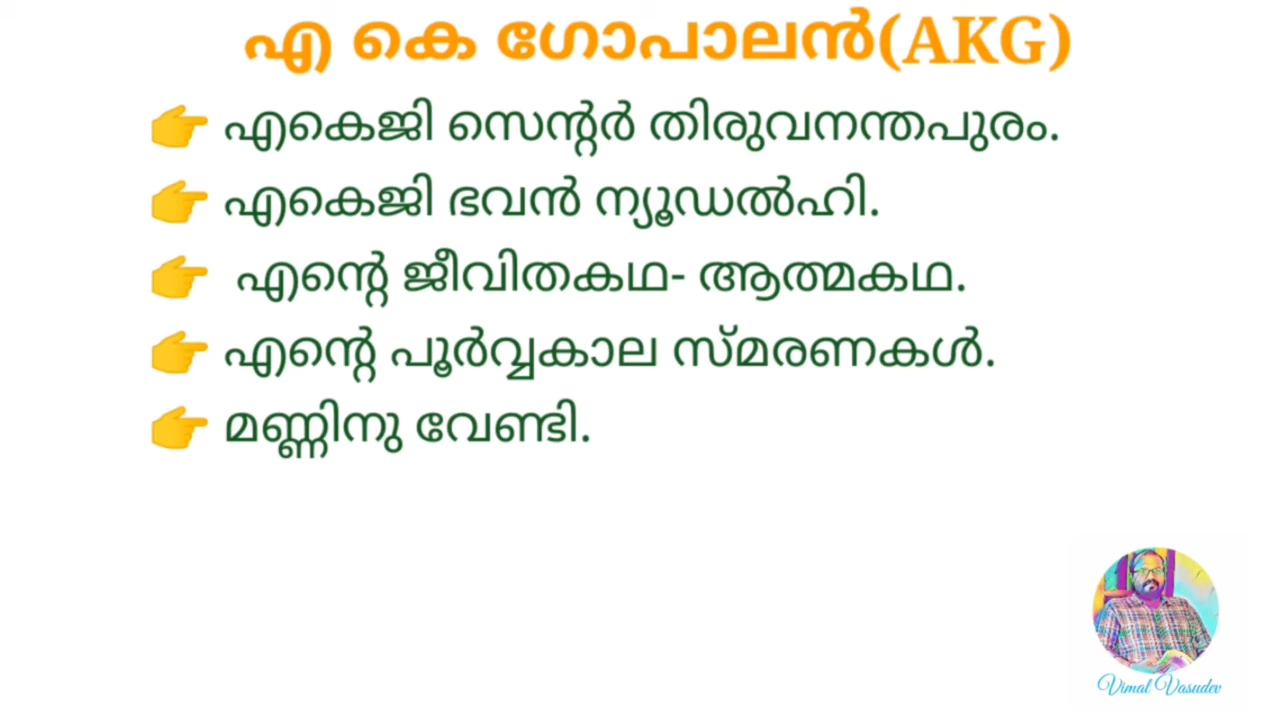 എ കെ ഗോപാലൻ(AKG)
👉 എകെജി സെന്റർ തിരുവനന്തപുരം.
👉 എകെജി ഭവൻ ന്യൂഡൽഹി.
👉 എന്റെ ജീവിതകഥ- ആത്മകഥ.
👉 എന്റെ പൂർവ്വകാല സ്മരണകൾ.
👉 മണ്ണിനു വേണ്ടി.
Vimal Vasudev